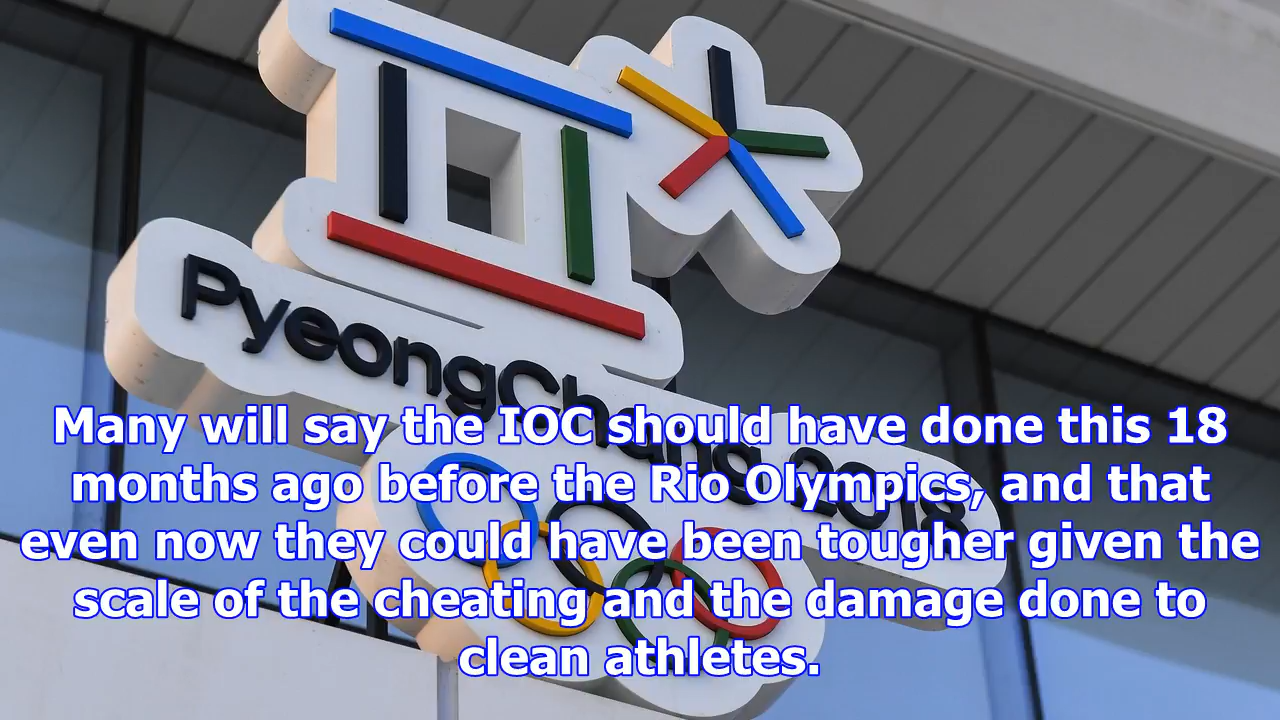 PyeongChang 2018
Many will say the IOC should have done this 18
months ago before the Rio Olympics, and that
even now they could have been tougher given the
scale of the cheating and the damage done to
clean athletes.